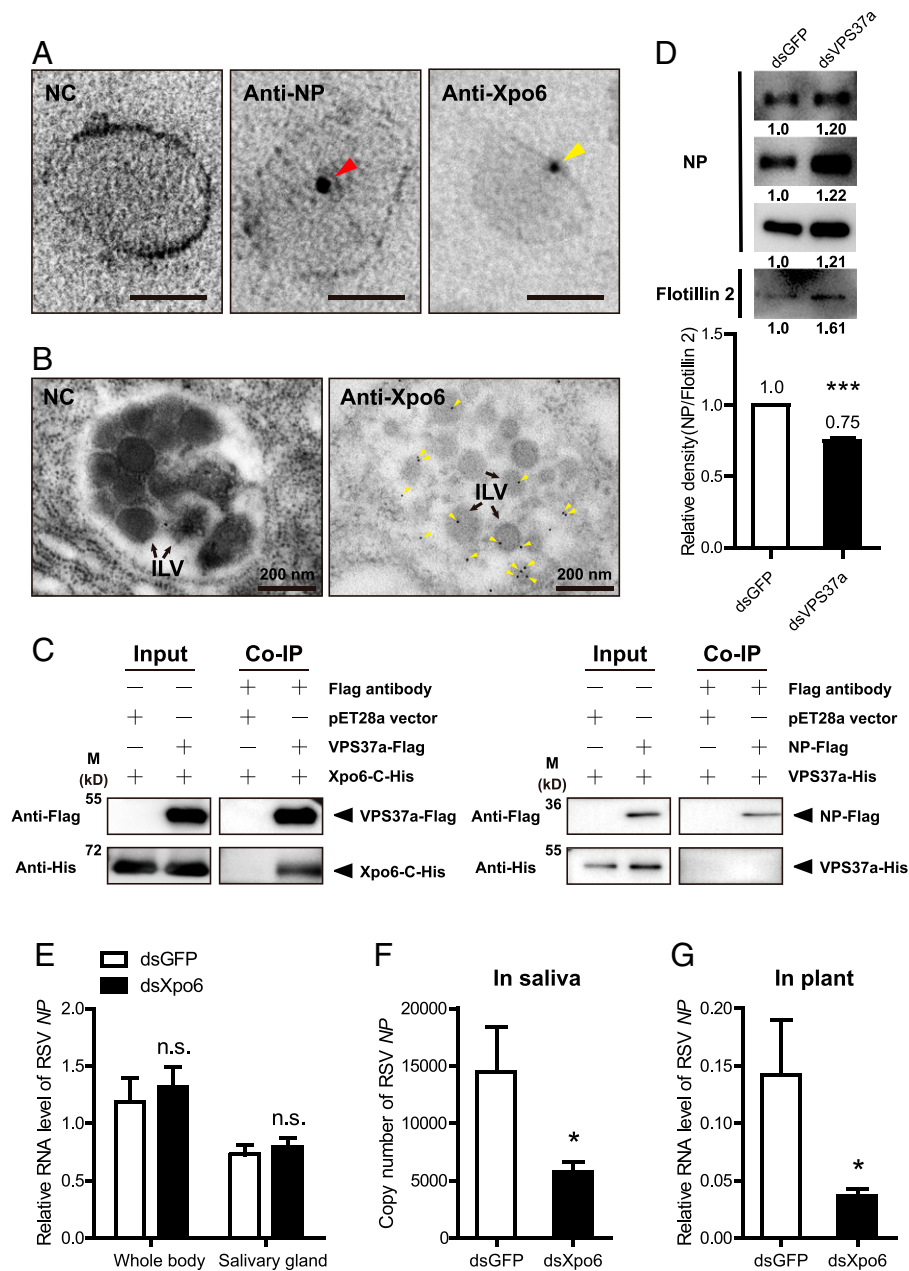 A
NC
Anti-NP
Anti-Xpo6
B
NC
ILV
200 nm
Anti-Xpo6
ILV
200 nm
D
dsGFP dsVPS37a
1.0 1.20
NP
1.0 1.22
1.0 1.21
Flotillin 2
1.0 1.61
Relative density(NP/Flotillin 2)
1.5
1.0
0.5
0.0
1.0
***
0.75
dsGFP dsVPS37a
C
Input Co-IP
— — + + Flag antibody
+ — + — pET28a vector
— + — + VPS37a-Flag
+ + + + Xpo6-C-His
M
(kD)
55
Anti-Flag VPS37a-Flag
72
Anti-His Xpo6-C-His
Input Co-IP
— — + + Flag antibody
+ — + — pET28a vector
— + — + NP-Flag
+ + + + VPS37a-His
M
(kD)
36
Anti-Flag NP-Flag
55
Anti-His VPS37a-His
E
dsGFP
dsXpo6
Relative RNA level of RSV NP
2.0
1.5
1.0
0.5
0.0
n.s.
n.s.
Whole body Salivary gland
F
In saliva
Copy number of RSV NP
20000
15000
10000
5000
0
*
dsGFP dsXpo6
G
In plant
Relative RNA level of RSV NP
0.20
0.15
0.10
0.05
0.00
*
dsGFP dsXpo6